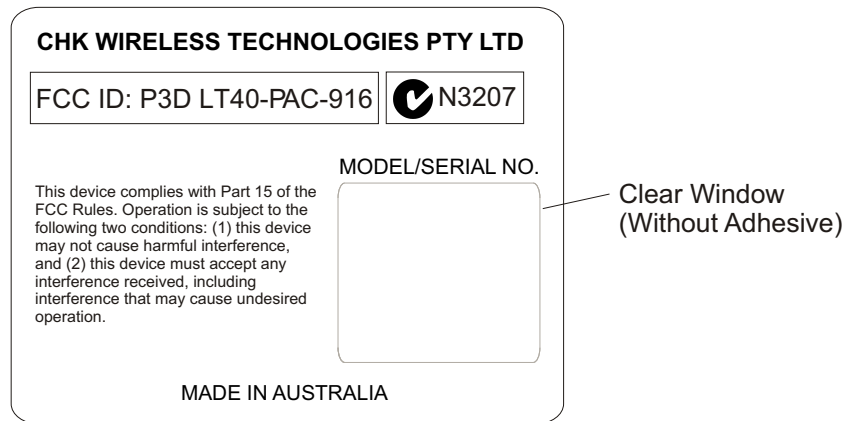 CHK WIRELESS TECHNOLOGIES PTY LTD
FCC ID: P3D LT40-PAC-916
N3207
MODEL/SERIAL NO.
This device complies with Part 15 of the
FCC Rules. Operation is subject to the
following two conditions: (1) this device
may not cause harmful interference,
and (2) this device must accept any
interference received, including
interference that may cause undesired
operation.
Clear Window
(Without Adhesive)
MADE IN AUSTRALIA